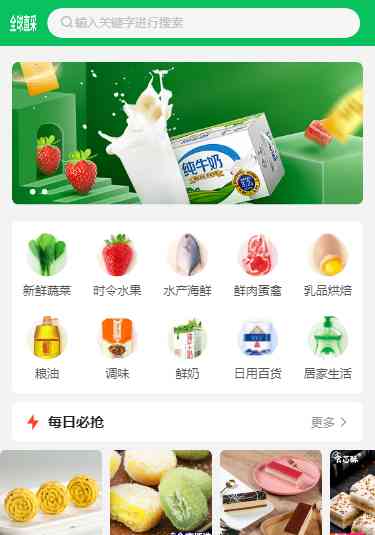 全球直采
输入关键字进行搜索
纯牛奶
新鲜蔬菜
时令水果
水产海鲜
鲜肉蛋禽
乳品烘焙
粮油
调味
鲜奶
日用百货
居家生活
每日必抢
更多